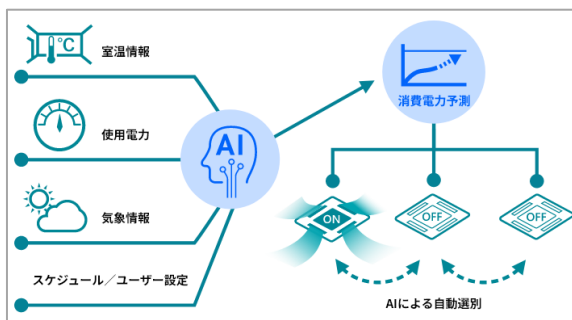 °C
室温情報
使用電力
気象情報
スケジュール／ユーザー設定
AI
消費電力予測
ON
OFF
OFF
AIによる自動選別